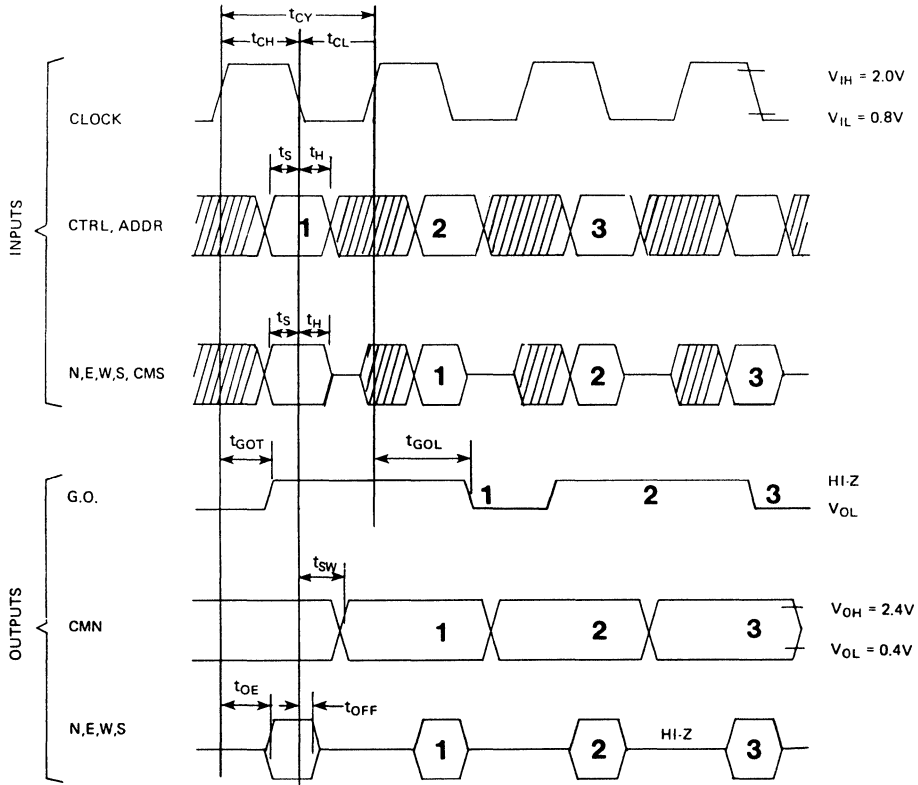 tCY
tCH
tCL
INPUTS
CLOCK
VIH = 2.0V
VIL = 0.8V
tS
tH
CTRL, ADDR
1
2
3
tS
tH
N,E,W,S, CMS
1
2
3
tGOT
tGOL
OUTPUTS
G.O.
1
2
3
HI-Z
VOL
tSW
CMN
1
2
3
VOH = 2.4V
VOL = 0.4V
tOE
tOFF
N,E,W,S
1
2
HI-Z
3